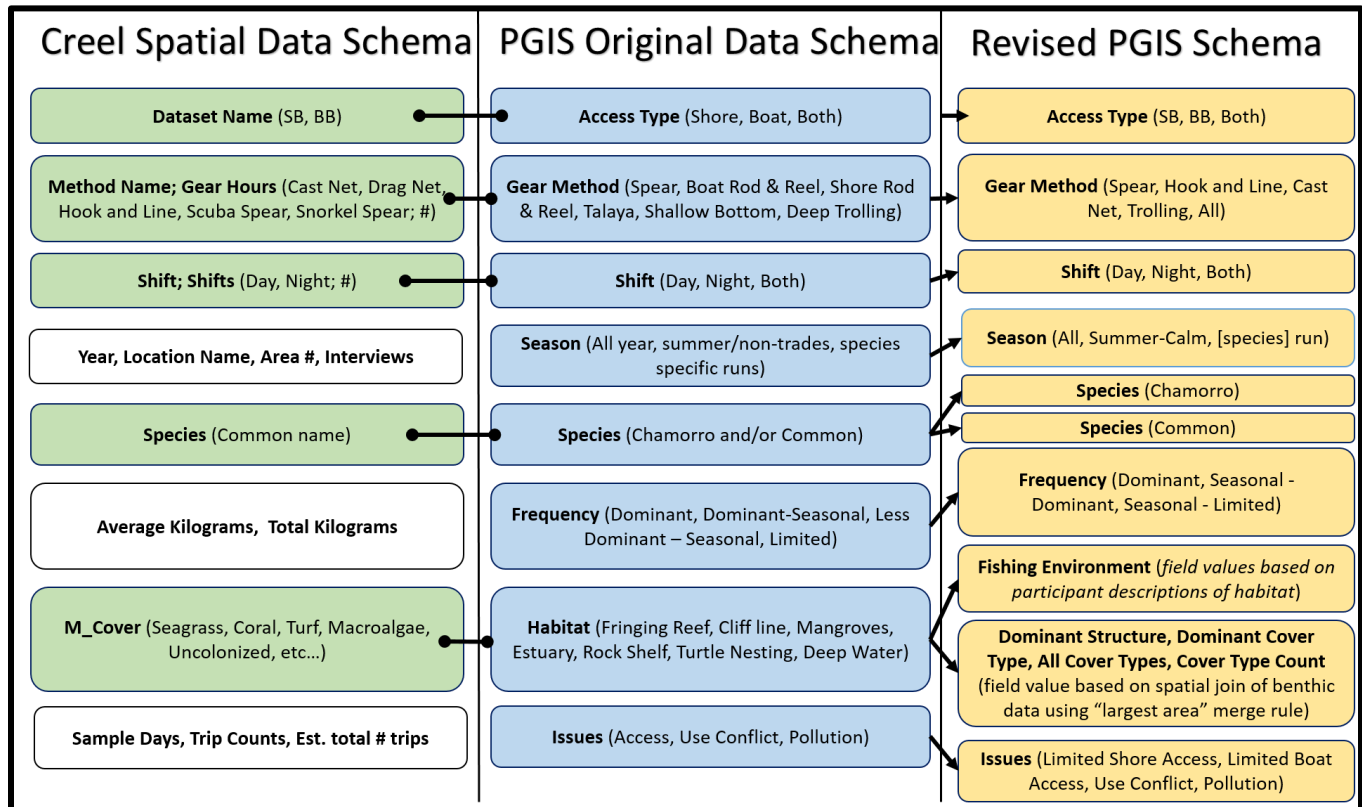 Creel Spatial Data Schema
Dataset Name (SB, BB)
Method Name; Gear Hours (Cast Net, Drag Net,
Hook and Line, Scuba Spear, Snorkel Spear; #)
Shift; Shifts (Day, Night; #)
Year, Location Name, Area #, Interviews
Species (Common name)
Average Kilograms, Total Kilograms
M_Cover (Seagrass, Coral, Turf, Macroalgae,
Uncolonized, etc...)
Sample Days, Trip Counts, Est. total # trips
PGIS Original Data Schema
Access Type (Shore, Boat, Both)
Gear Method (Spear, Boat Rod & Reel, Shore Rod
& Reel, Talaya, Shallow Bottom, Deep Trolling)
Shift (Day, Night, Both)
Season (All year, summer/non-trades, species
specific runs)
Species (Chamorro and/or Common)
Frequency (Dominant, Dominant-Seasonal, Less
Dominant – Seasonal, Limited)
Habitat (Fringing Reef, Cliff line, Mangroves,
Estuary, Rock Shelf, Turtle Nesting, Deep Water)
Issues (Access, Use Conflict, Pollution)
Revised PGIS Schema
Access Type (SB, BB, Both)
Gear Method (Spear, Hook and Line, Cast
Net, Trolling, All)
Shift (Day, Night, Both)
Season (All, Summer-Calm, [species] run)
Species (Chamorro)
Species (Common)
Frequency (Dominant, Seasonal -
Dominant, Seasonal - Limited)
Fishing Environment (field values based on
participant descriptions of habitat)
Dominant Structure, Dominant Cover
Type, All Cover Types, Cover Type Count
(field value based on spatial join of benthic
data using “largest area” merge rule)
Issues (Limited Shore Access, Limited Boat
Access, Use Conflict, Pollution)